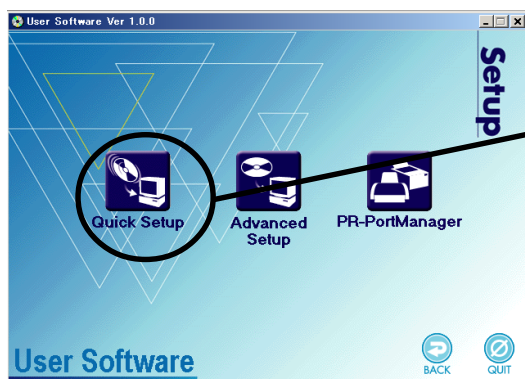 User Software Ver 1.0.0
Setup
Quick Setup
Advanced
Setup
PR-PortManager
User Software
BACK
QUIT